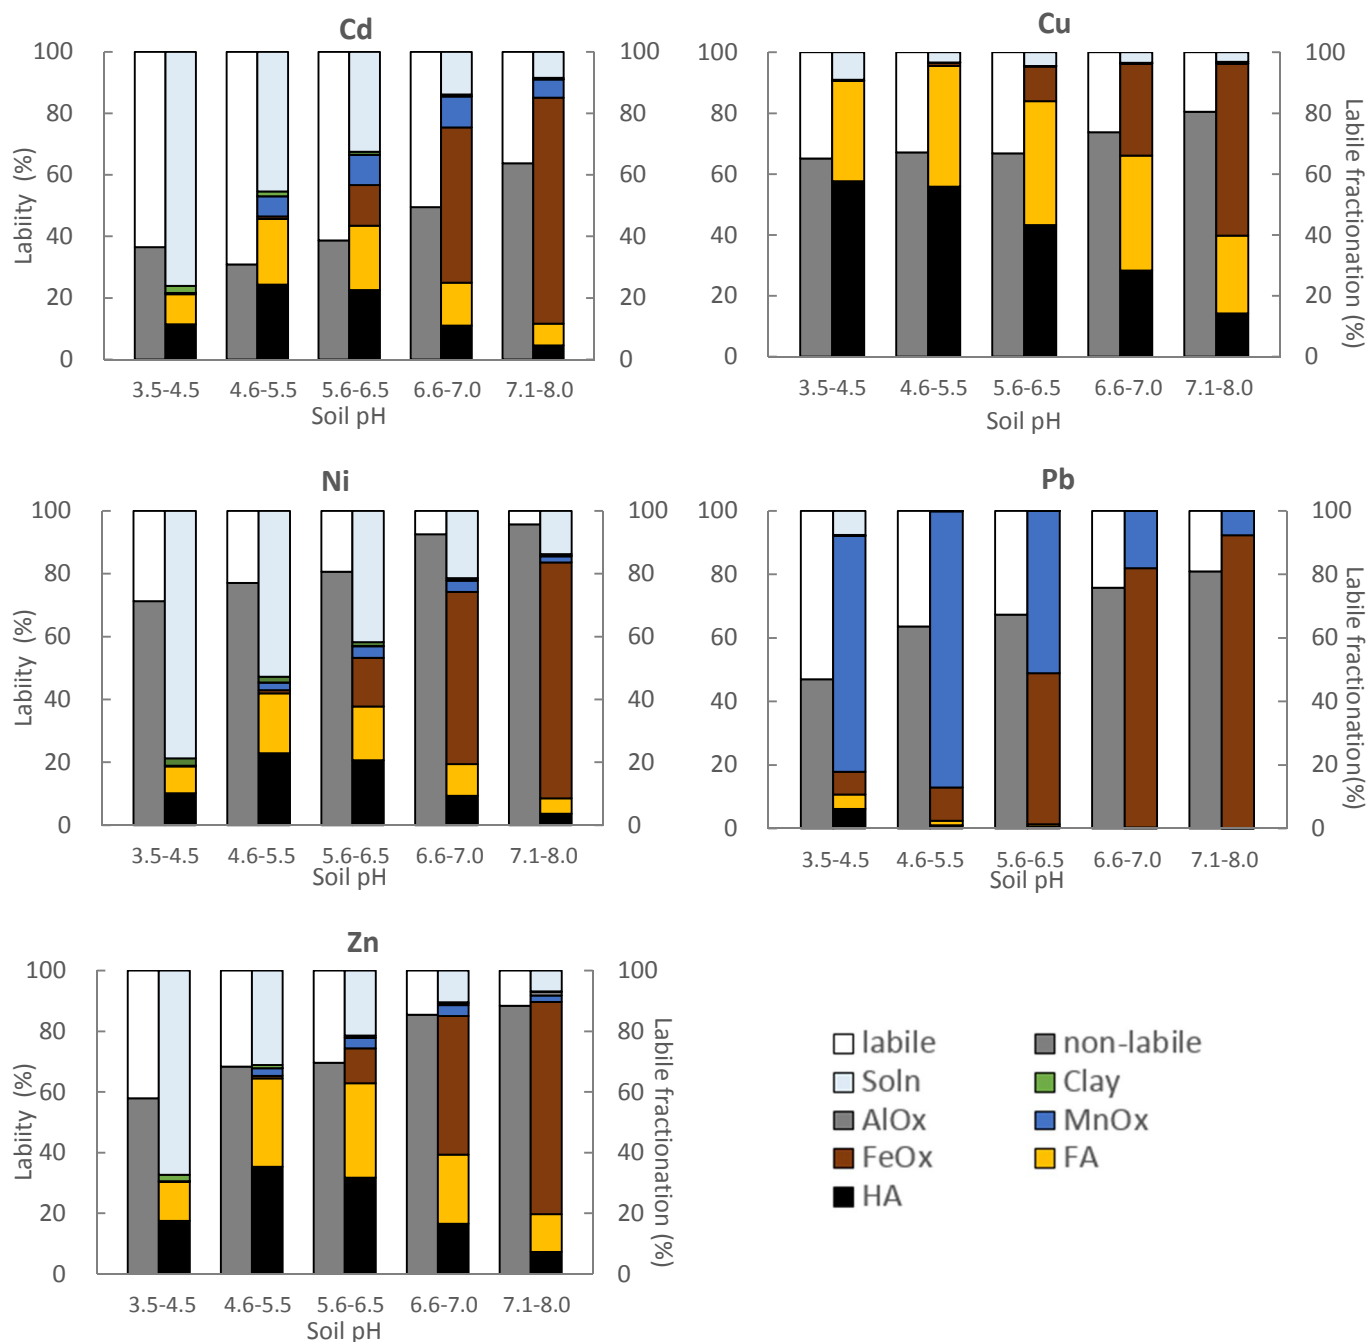 Cd
100 80 60 40 20 0
Labiity (%)
100 80 60 40 20 0
3.5-4.5 4.6-5.5 5.6-6.5 6.6-7.0 7.1-8.0
Soil pH
Cu
100 80 60 40 20 0
100 80 60 40 20 0
Labile fractionation (%)
3.5-4.5 4.6-5.5 5.6-6.5 6.6-7.0 7.1-8.0
Soil pH
Ni
100 80 60 40 20 0
Labiity (%)
100 80 60 40 20 0
3.5-4.5 4.6-5.5 5.6-6.5 6.6-7.0 7.1-8.0
Soil pH
Pb
100 80 60 40 20 0
100 80 60 40 20 0
Labile fractionation(%)
3.5-4.5 4.6-5.5 5.6-6.5 6.6-7.0 7.1-8.0
Soil pH
Zn
100 80 60 40 20 0
Labiity (%)
100 80 60 40 20 0
Labile fractionation (%)
3.5-4.5 4.6-5.5 5.6-6.5 6.6-7.0 7.1-8.0
Soil pH
labile non-labile
Soln Clay
AlOx MnOx
FeOx FA
HA